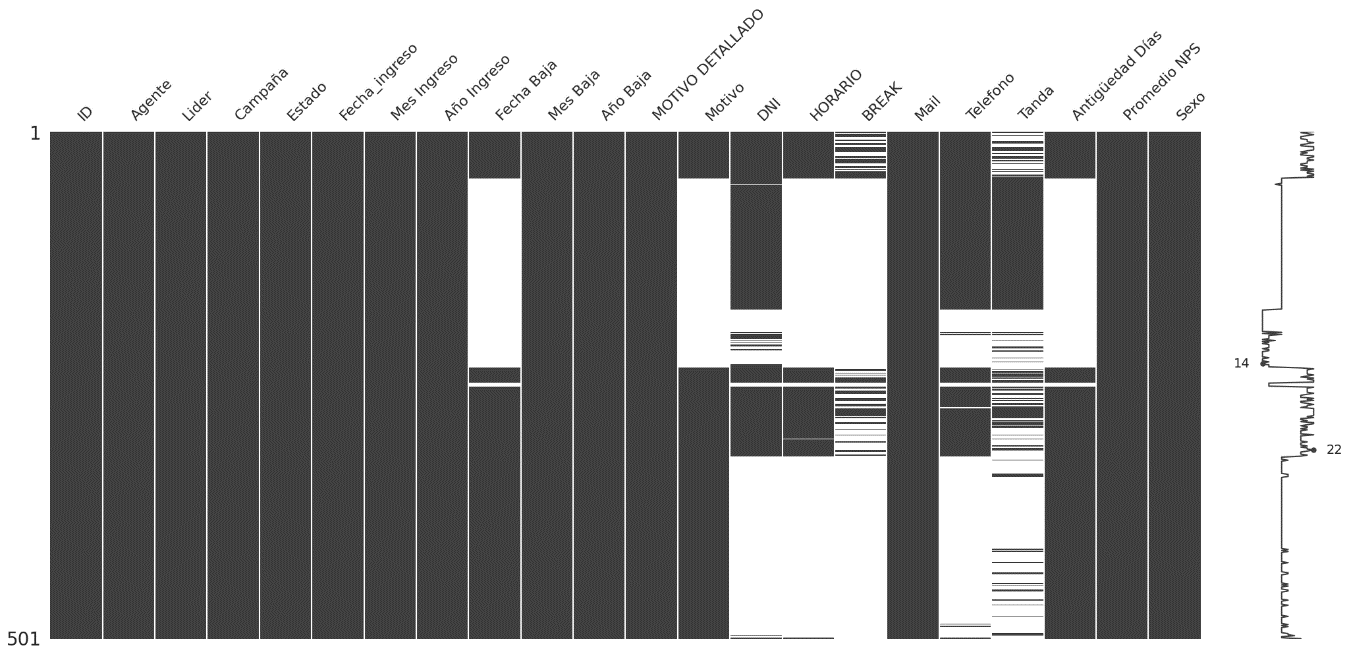 ID
Agente
Lider
Campaña
Estado
Fecha_ingreso
Mes Ingreso
Año Ingreso
Fecha Baja
Mes Baja
Año Baja
MOTIVO DETALLADO
Motivo
DNI
HORARIO
BREAK
Mail
Telefono
Tanda
Antigüedad Días
Promedio NPS
Sexo
1
14
22
501